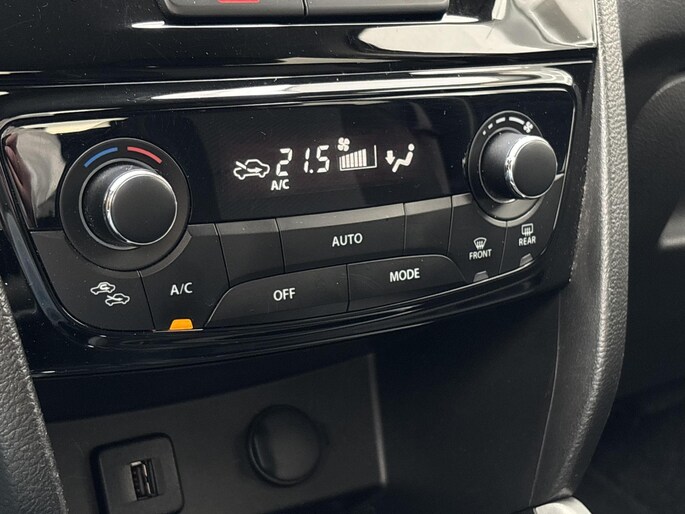 21.5
A/C
AUTO
FRONT
REAR
A/C
OFF
MODE